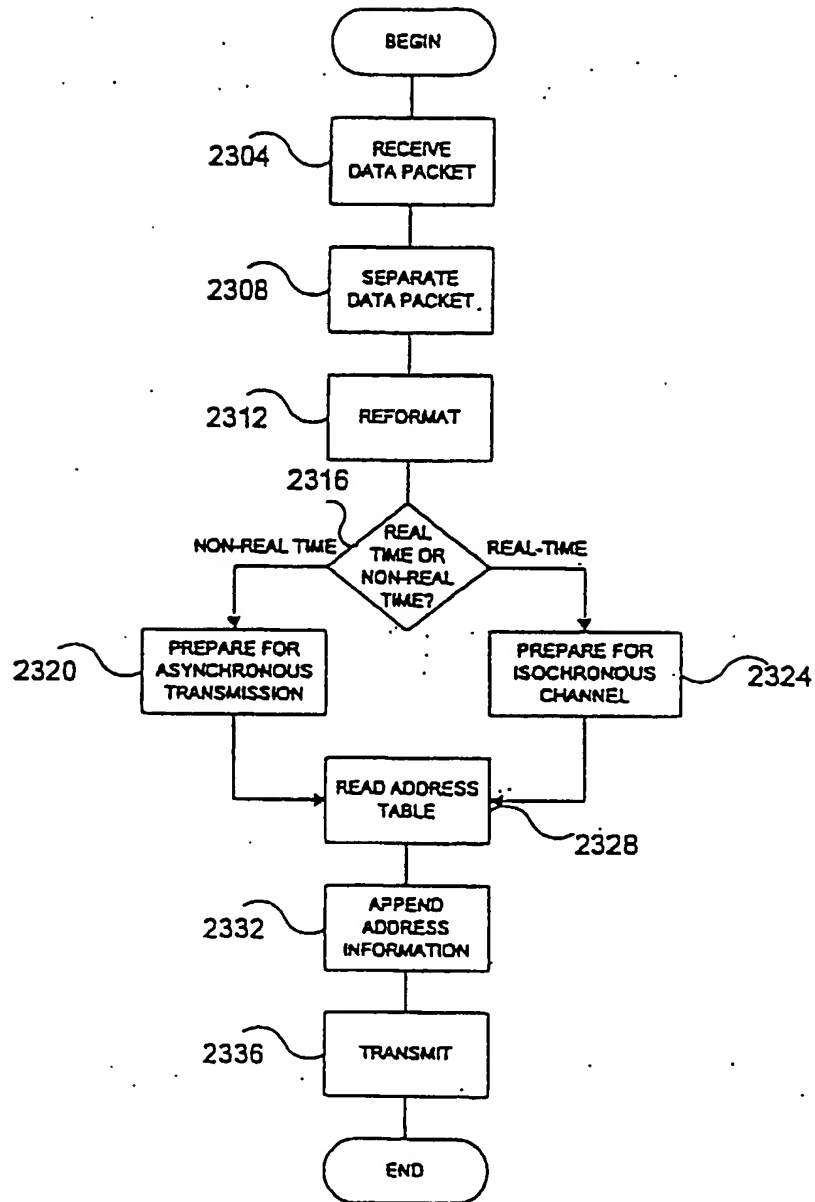 BEGIN
2304
RECEIVE
DATA PACKET
2308
SEPARATE
DATA PACKET
2312
REFORMAT
2316
NON-REAL TIME
REAL
TIME OR
NON-REAL
TIME?
REAL-TIME
2320
PREPARE FOR
ASYNCHRONOUS
TRANSMISSION
PREPARE FOR
ISOCHRONOUS
CHANNEL
2324
READ ADDRESS
TABLE
2328
2332
APPEND
ADDRESS
INFORMATION
2336
TRANSMIT
END